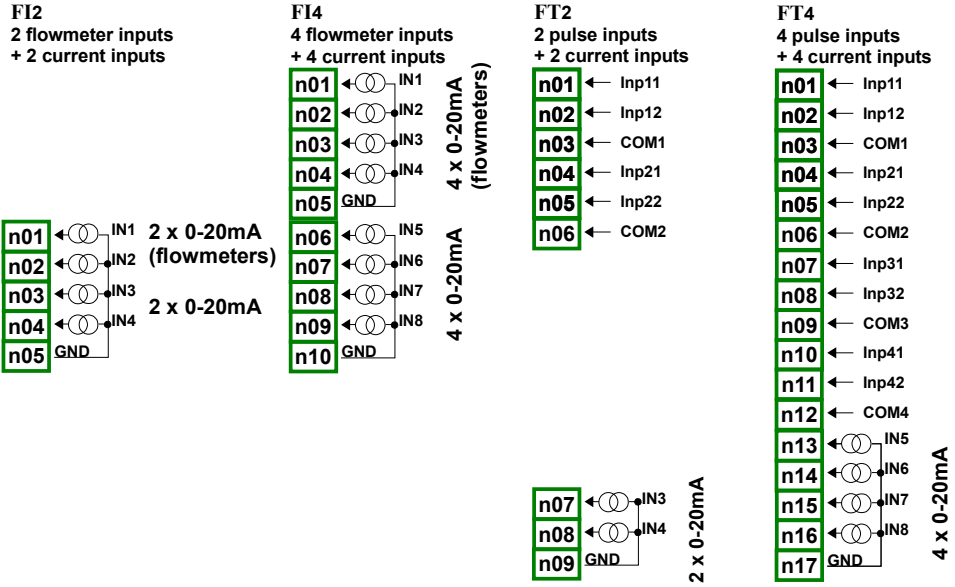 FI2
2 flowmeter inputs
+ 2 current inputs
n01 IN1
n02 IN2
n03 IN3
n04 IN4
n05 GND
2 x 0-20mA
(flowmeters)
2 x 0-20mA
FI4
4 flowmeter inputs
+ 4 current inputs
n01 IN1
n02 IN2
n03 IN3
n04 IN4
n05 GND
4 x 0-20mA
(flowmeters)
n06 IN5
n07 IN6
n08 IN7
n09 IN8
n10 GND
4 x 0-20mA
FT2
2 pulse inputs
+ 2 current inputs
n01 Inp11
n02 Inp12
n03 COM1
n04 Inp21
n05 Inp22
n06 COM2
n07 IN3
n08 IN4
n09 GND
2 x 0-20mA
FT4
4 pulse inputs
+ 4 current inputs
n01 Inp11
n02 Inp12
n03 COM1
n04 Inp21
n05 Inp22
n06 COM2
n07 Inp31
n08 Inp32
n09 COM3
n10 Inp41
n11 Inp42
n12 COM4
n13 IN5
n14 IN6
n15 IN7
n16 IN8
n17 GND
4 x 0-20mA